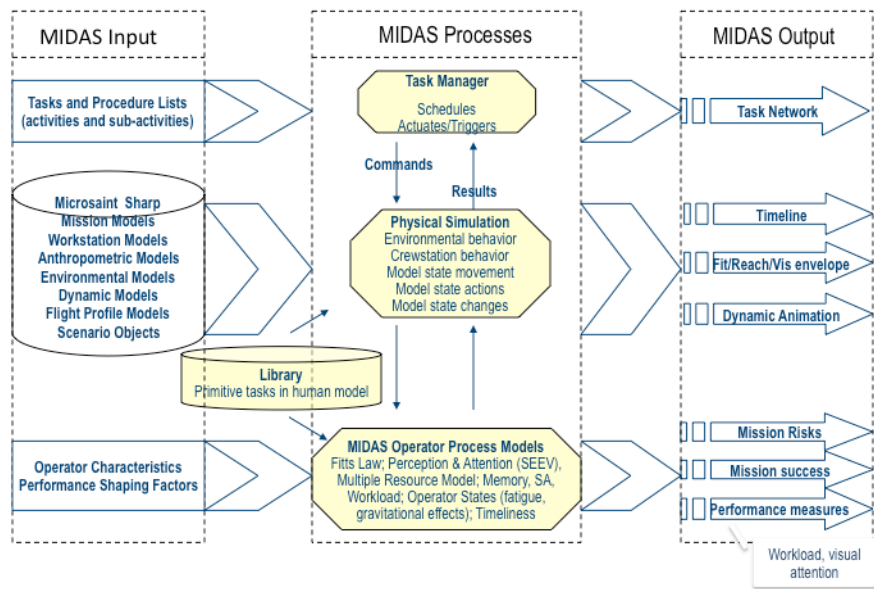 MIDAS Input
MIDAS Processes
MIDAS Output
Tasks and Procedure Lists
(activities and sub-activities)
Task Manager
Schedules
Actuates/Triggers
Task Network
Commands
Results
Microsaint Sharp
Mission Models
Workstation Models
Anthropometric Models
Environmental Models
Dynamic Models
Flight Profile Models
Scenario Objects
Physical Simulation
Environmental behavior
Crewstation behavior
Model state movement
Model state actions
Model state changes
Timeline
Fit/Reach/Vis envelope
Dynamic Animation
Library
Primitive tasks in human model
Operator Characteristics
Performance Shaping Factors
MIDAS Operator Process Models
Fitts Law; Perception & Attention (SEEV),
Multiple Resource Model; Memory, SA,
Workload; Operator States (fatigue,
gravitational effects); Timeliness
Mission Risks
Mission success
Performance measures
Workload, visual
attention